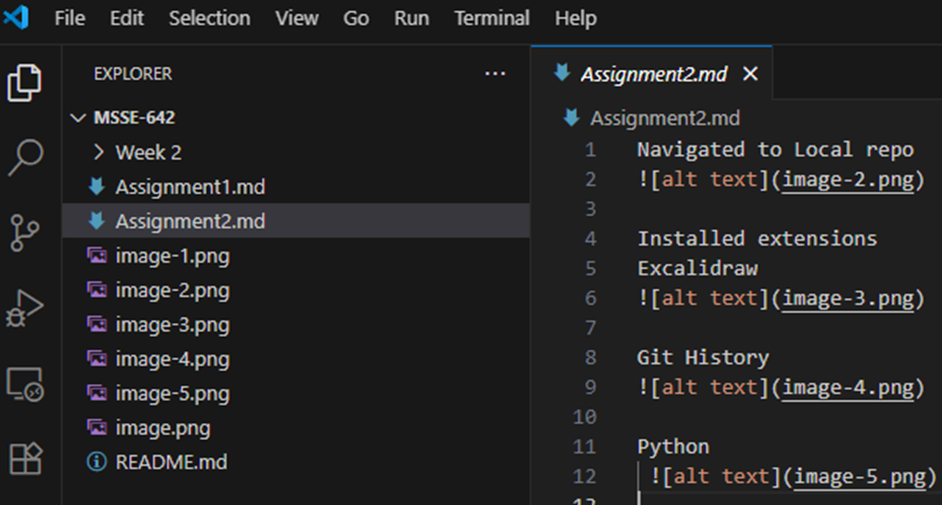 File Edit Selection View Go Run Terminal Help
EXPLORER ...
MSSE-642
Week 2
Assignment1.md
Assignment2.md
image-1.png
image-2.png
image-3.png
image-4.png
image-5.png
image.png
README.md
Assignment2.md
Assignment2.md
1 Navigated to Local repo
2 ![alt text](image-2.png)
3
4 Installed extensions
5 Excalidraw
6 ![alt text](image-3.png)
7
8 Git History
9 ![alt text](image-4.png)
10
11 Python
12 ![alt text](image-5.png)
13